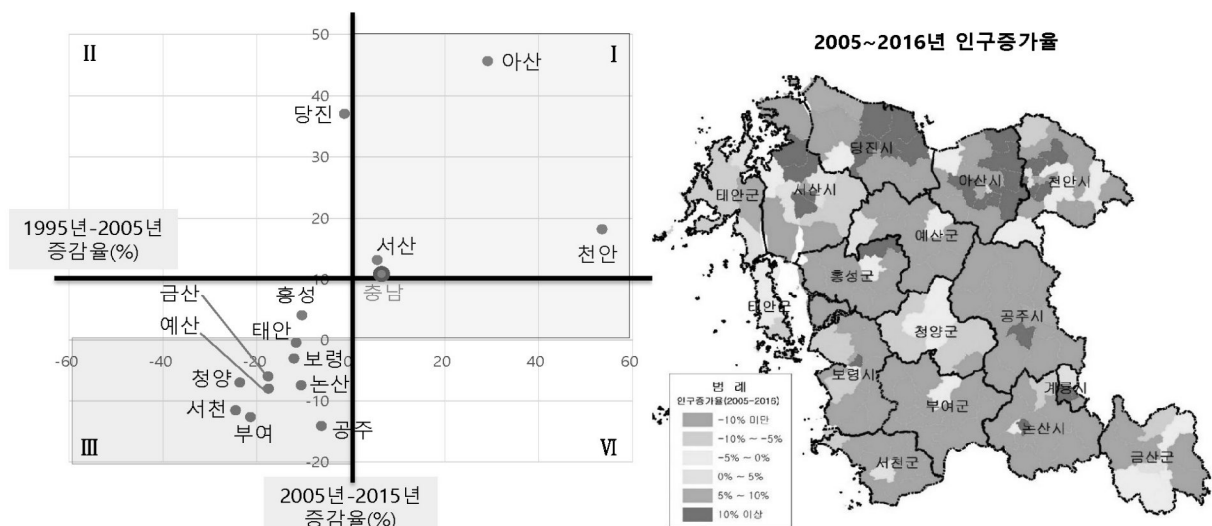 II
I
50
40
30
20
10
0
-10
-20
-60
-40
-20
20
40
60
아산
당진
천안
서산
충남
1995년-2005년
증감율(%)
금산
예산
홍성
태안
보령
청양
논산
서천
부여
공주
III
VI
2005년-2015년
증감율(%)
2005~2016년 인구증가율
당진시
아산시
천안시
태안군
서산시
예산군
홍성군
태안군
공주시
청양군
보령시
부여군
계룡시
논산시
서천군
금산군
범 례
인구증가율(2005-2016)
-10% 미만
-10% ~ -5%
-5% ~ 0%
0% ~ 5%
5% ~ 10%
10% 이상